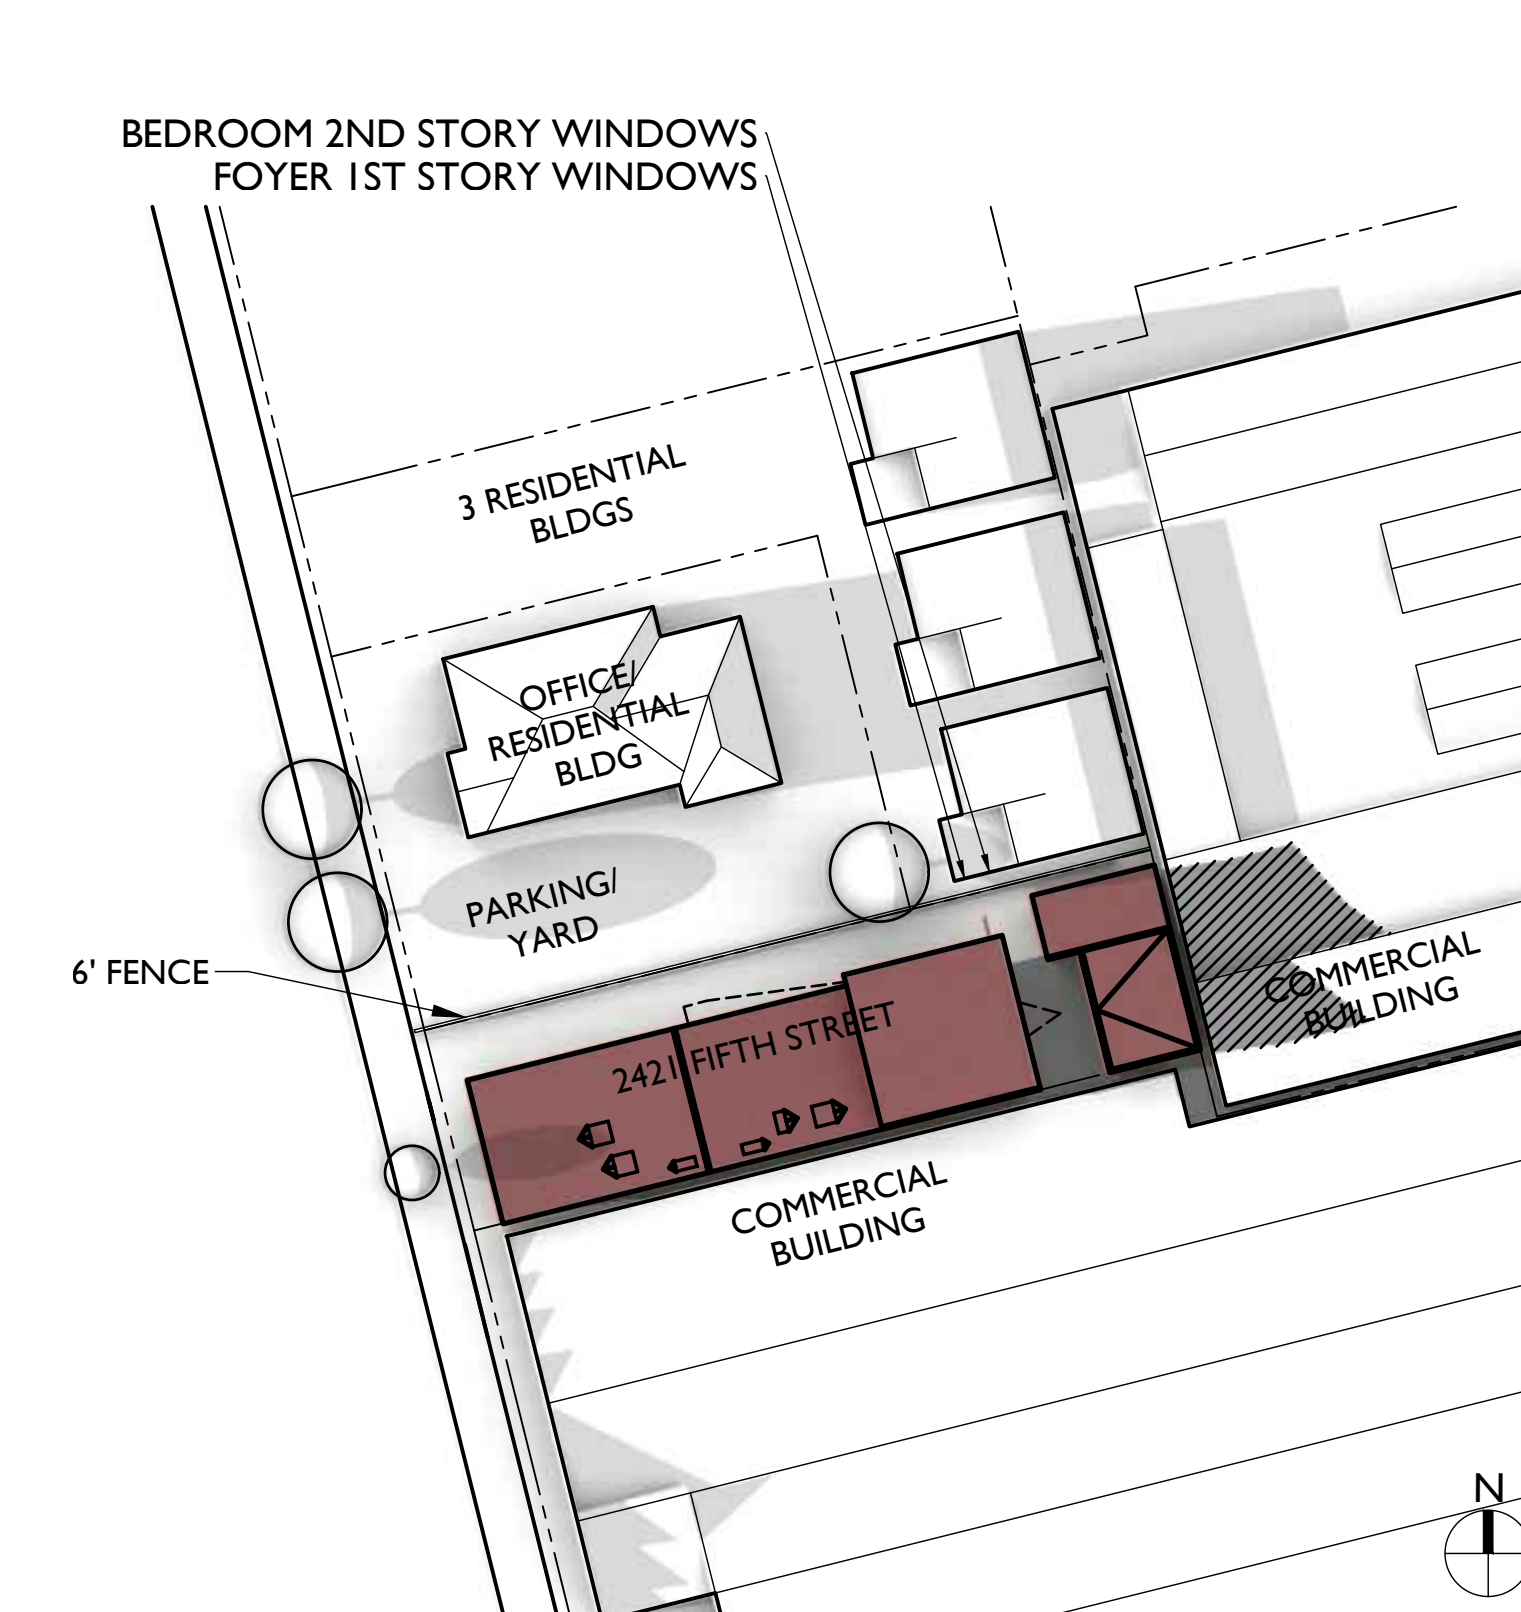 BEDROOM 2ND STORY WINDOWS
FOYER 1ST STORY WINDOWS
3 RESIDENTIAL
BLDGS
OFFICE/
RESIDENTIAL
BLDG
PARKING/
YARD
6' FENCE
2421 FIFTH STREET
COMMERCIAL
BUILDING
COMMERCIAL
BUILDING
N